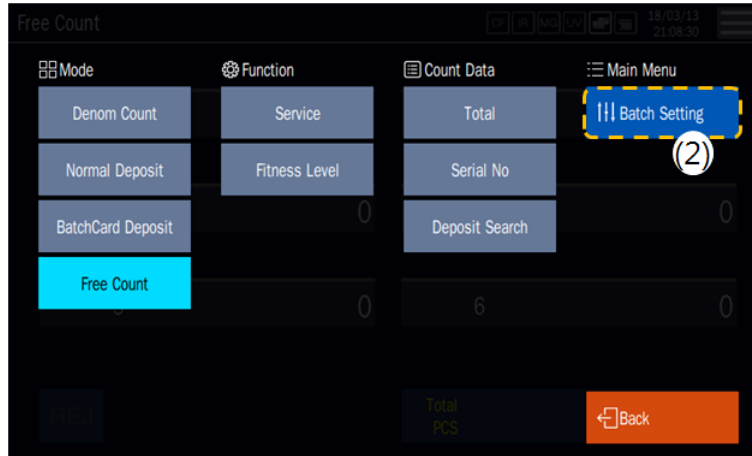 Free Count
CF IR MG UV 18/03/13
21:08:30
Mode Function Count Data Main Menu
Denom Count Service Total Batch Setting
(2)
Normal Deposit Fitness Level Serial No
BatchCard Deposit 0 Deposit Search 0
Free Count
0 6 0
REJ Total
PCS
Back